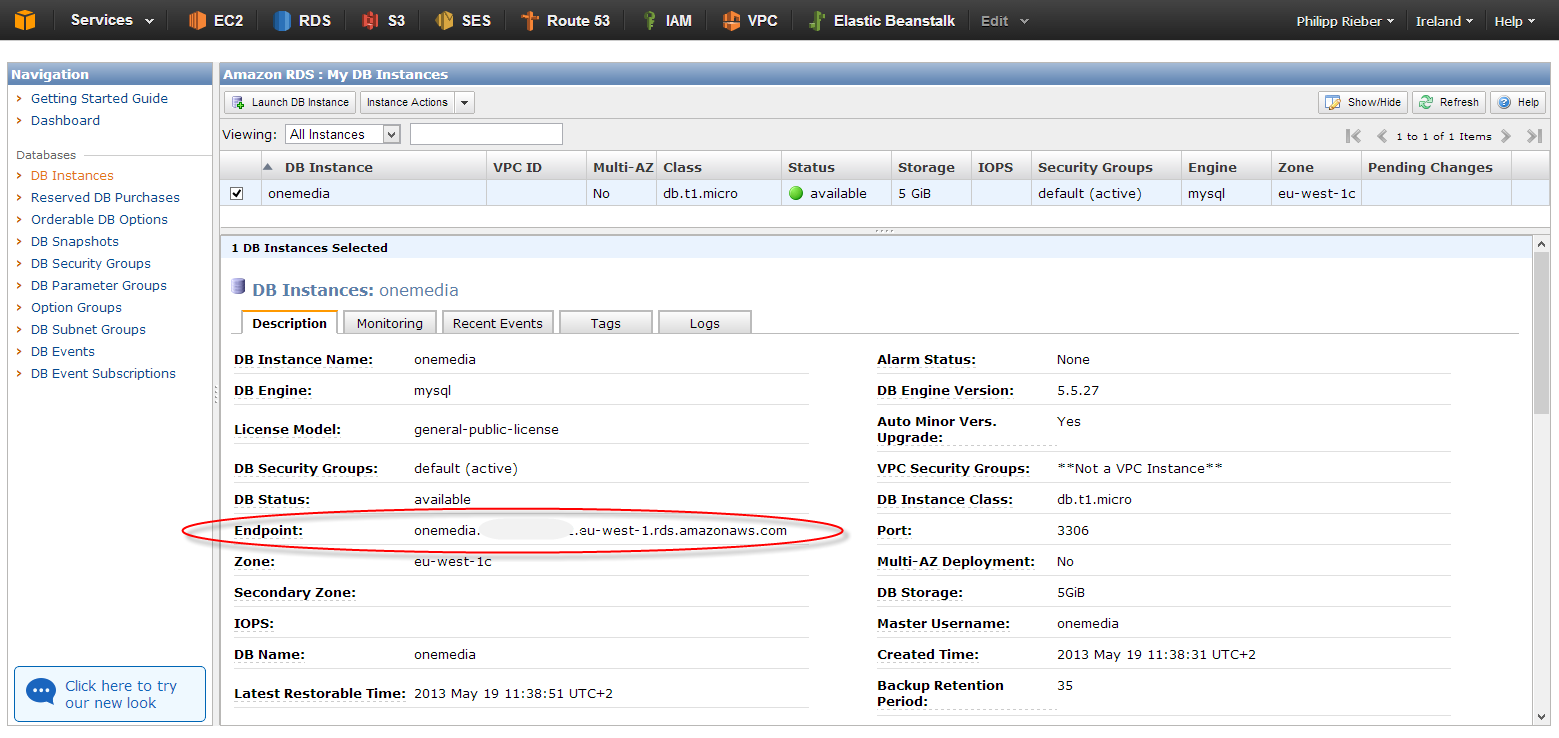 Services EC2 RDS S3 SES Route 53 IAM VPC Elastic Beanstalk Edit Philipp Rieber Ireland Help
Navigation
Getting Started Guide
Dashboard
Databases
DB Instances
Reserved DB Purchases
Orderable DB Options
DB Snapshots
DB Security Groups
DB Parameter Groups
Option Groups
DB Subnet Groups
DB Events
DB Event Subscriptions
Click here to try
our new look
Amazon RDS : My DB Instances
Launch DB Instance Instance Actions Show/Hide Refresh Help
Viewing: All Instances 1 to 1 of 1 Items
DB Instance VPC ID Multi-AZ Class Status Storage IOPS Security Groups Engine Zone Pending Changes
onemedia No db.t1.micro available 5 GiB default (active) mysql eu-west-1c
1 DB Instances Selected
DB Instances: onemedia
Description Monitoring Recent Events Tags Logs
DB Instance Name: onemedia
DB Engine: mysql
License Model: general-public-license
DB Security Groups: default (active)
DB Status: available
Endpoint: onemedia. .eu-west-1.rds.amazonaws.com
Zone: eu-west-1c
Secondary Zone:
IOPS:
DB Name: onemedia
Latest Restorable Time: 2013 May 19 11:38:51 UTC+2
Alarm Status: None
DB Engine Version: 5.5.27
Auto Minor Vers. Yes
Upgrade:
VPC Security Groups: **Not a VPC Instance**
DB Instance Class: db.t1.micro
Port: 3306
Multi-AZ Deployment: No
DB Storage: 5GiB
Master Username: onemedia
Created Time: 2013 May 19 11:38:31 UTC+2
Backup Retention 35
Period: